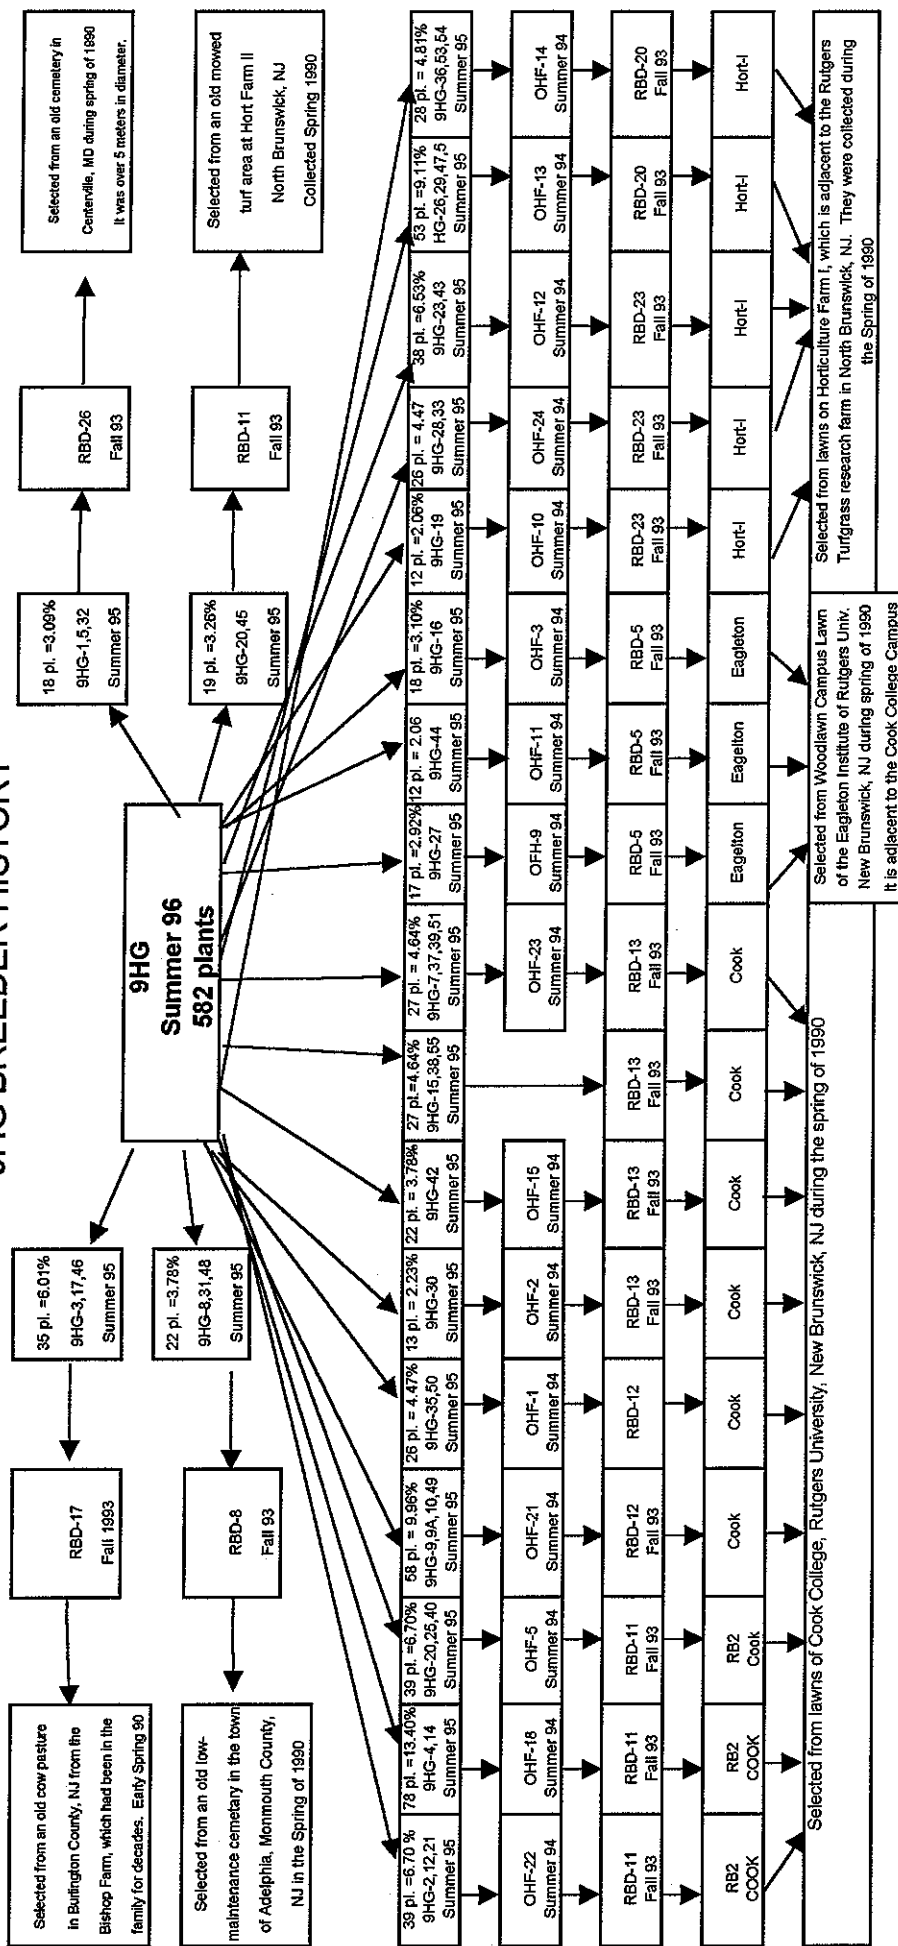 9HG BREEDER HISTORY
Selected from an old cow pasture
in Burlington County, NJ from the
Bishop Farm, which had been in the
family for decades. Early Spring 90
RBD-17
Fall 1993
35 pl. =6.01%
9HG-3,17,46
Summer 95
9HG
Summer 96
582 plants
18 pl. =3.09%
9HG-1,5,32
Summer 95
RBD-26
Fall 93
Selected from an old cemetery in
Centerville, MD during spring of 1990
It was over 5 meters in diameter.
Selected from an old low-
maintenance cemetary in the town
of Adelphia, Monmouth County,
NJ in the Spring of 1990
RBD-8
Fall 93
22 pl. =3.78%
9HG-8,31,48
Summer 95
19 pl. =3.26%
9HG-20,45
Summer 95
RBD-11
Fall 93
Selected from an old mowed
turf area at Hort Farm II
North Brunswick, NJ
Collected Spring 1990
39 pl. =6.70 %
9HG-2,12,21
Summer 95
78 pl. =13.40%
9HG-4,14
Summer 95
39 pl. =6.70%
9HG-20,25,40
Summer 95
58 pl. = 9.96%
9HG-9,9A,10,49
Summer 95
26 pl. = 4.47%
9HG-35,50
Summer 95
13 pl. = 2.23%
9HG-30
Summer 95
22 pl. = 3.78%
9HG-42
Summer 95
27 pl.=4.64%
9HG-15,38,55
Summer 95
27 pl. = 4.64%
9HG-7,37,39,51
Summer 95
17 pl. =2.92%
9HG-27
Summer 95
12 pl. = 2.06
9HG-44
Summer 95
18 pl. =3.10%
9HG-16
Summer 95
12 pl. =2.06%
9HG-19
Summer 95
26 pl. = 4.47
9HG-28,33
Summer 95
38 pl. =6.53%
9HG-23,43
Summer 95
53 pl. =9.11%
HG-26,29,47,5
Summer 95
28 pl. = 4.81%
9HG-36,53,54
Summer 95
OHF-22
Summer 94
OHF-18
Summer 94
OHF-5
Summer 94
OHF-21
Summer 94
OHF-1
Summer 94
OHF-2
Summer 94
OHF-15
Summer 94
OHF-23
Summer 94
OFH-9
Summer 94
OHF-11
Summer 94
OHF-3
Summer 94
OHF-10
Summer 94
OHF-24
Summer 94
OHF-12
Summer 94
OHF-13
Summer 94
OHF-14
Summer 94
RBD-11
Fall 93
RBD-11
Fall 93
RBD-11
Fall 93
RBD-12
Fall 93
RBD-12
RBD-13
Fall 93
RBD-13
Fall 93
RBD-13
Fall 93
RBD-13
Fall 93
RBD-5
Fall 93
RBD-5
Fall 93
RBD-5
Fall 93
RBD-23
Fall 93
RBD-23
Fall 93
RBD-23
Fall 93
RBD-20
Fall 93
RBD-20
Fall 93
RB2
COOK
RB2
COOK
RB2
Cook
Cook
Cook
Cook
Cook
Cook
Cook
Eagelton
Eagelton
Eagleton
Hort-I
Hort-I
Hort-I
Hort-I
Hort-I
Selected from lawns of Cook College, Rutgers University, New Brunswick, NJ during the spring of 1990
Selected from Woodlawn Campus Lawn
of the Eagleton Institute of Rutgers Univ.
New Brunswick, NJ during spring of 1990
It is adjacent to the Cook College Campus
Selected from lawns on Horticulture Farm I, which is adjacent to the Rutgers
Turfgrass research farm in North Brunswick, NJ. They were collected during
the Spring of 1990